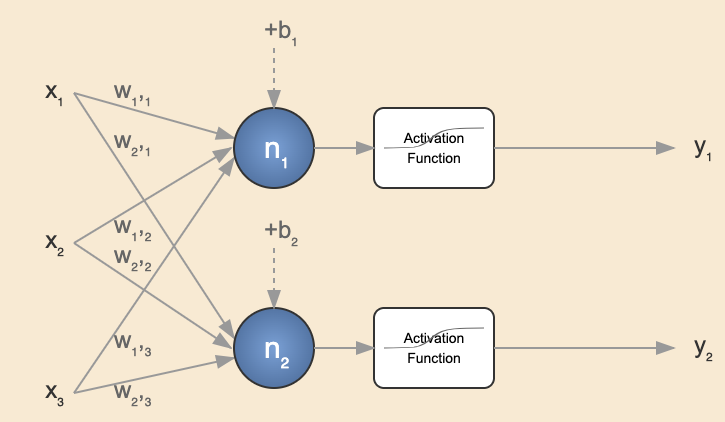 +b₁
x₁
w₁,₁
w₂,₁
n₁
Activation
Function
y₁
x₂
w₁,₂
w₂,₂
+b₂
w₁,₃
n₂
Activation
Function
y₂
x₃
w₂,₃